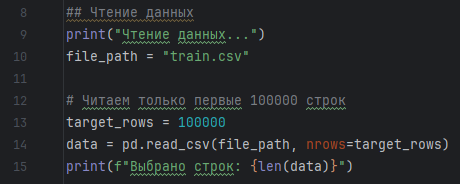 8 ## Чтение данных
9 print("Чтение данных...")
10 file_path = "train.csv"
11
12 # Читаем только первые 100000 строк
13 target_rows = 100000
14 data = pd.read_csv(file_path, nrows=target_rows)
15 print(f"Выбрано строк: {len(data)}")